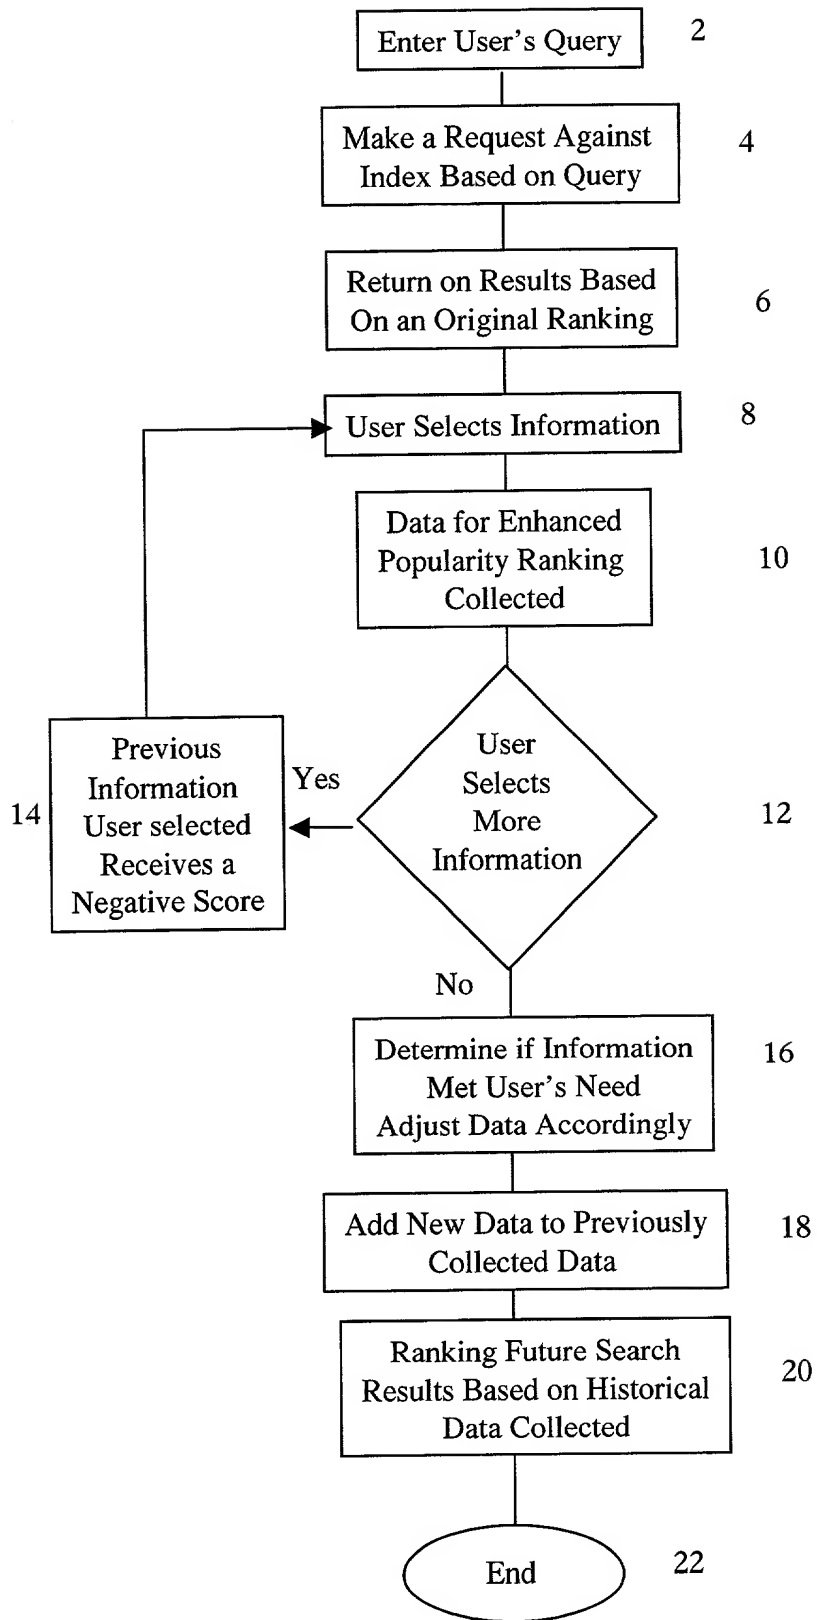 Enter User's Query
2
Make a Request Against
Index Based on Query
4
Return on Results Based
On an Original Ranking
6
User Selects Information
8
Data for Enhanced
Popularity Ranking
Collected
10
User
Selects
More
Information
12
Yes
Previous
Information
User selected
Receives a
Negative Score
14
No
Determine if Information
Met User's Need
Adjust Data Accordingly
16
Add New Data to Previously
Collected Data
18
Ranking Future Search
Results Based on Historical
Data Collected
20
End
22